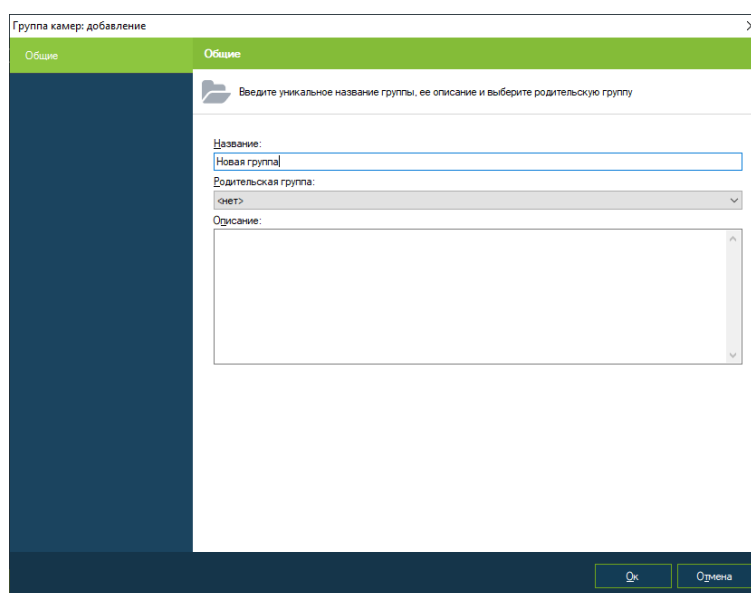 Группа камер: добавление
Общие
Общие
Введите уникальное название группы, ее описание и выберите родительскую группу
Название:
Новая группа
Родительская группа:
<нет>
Описание:
Ок
Отмена